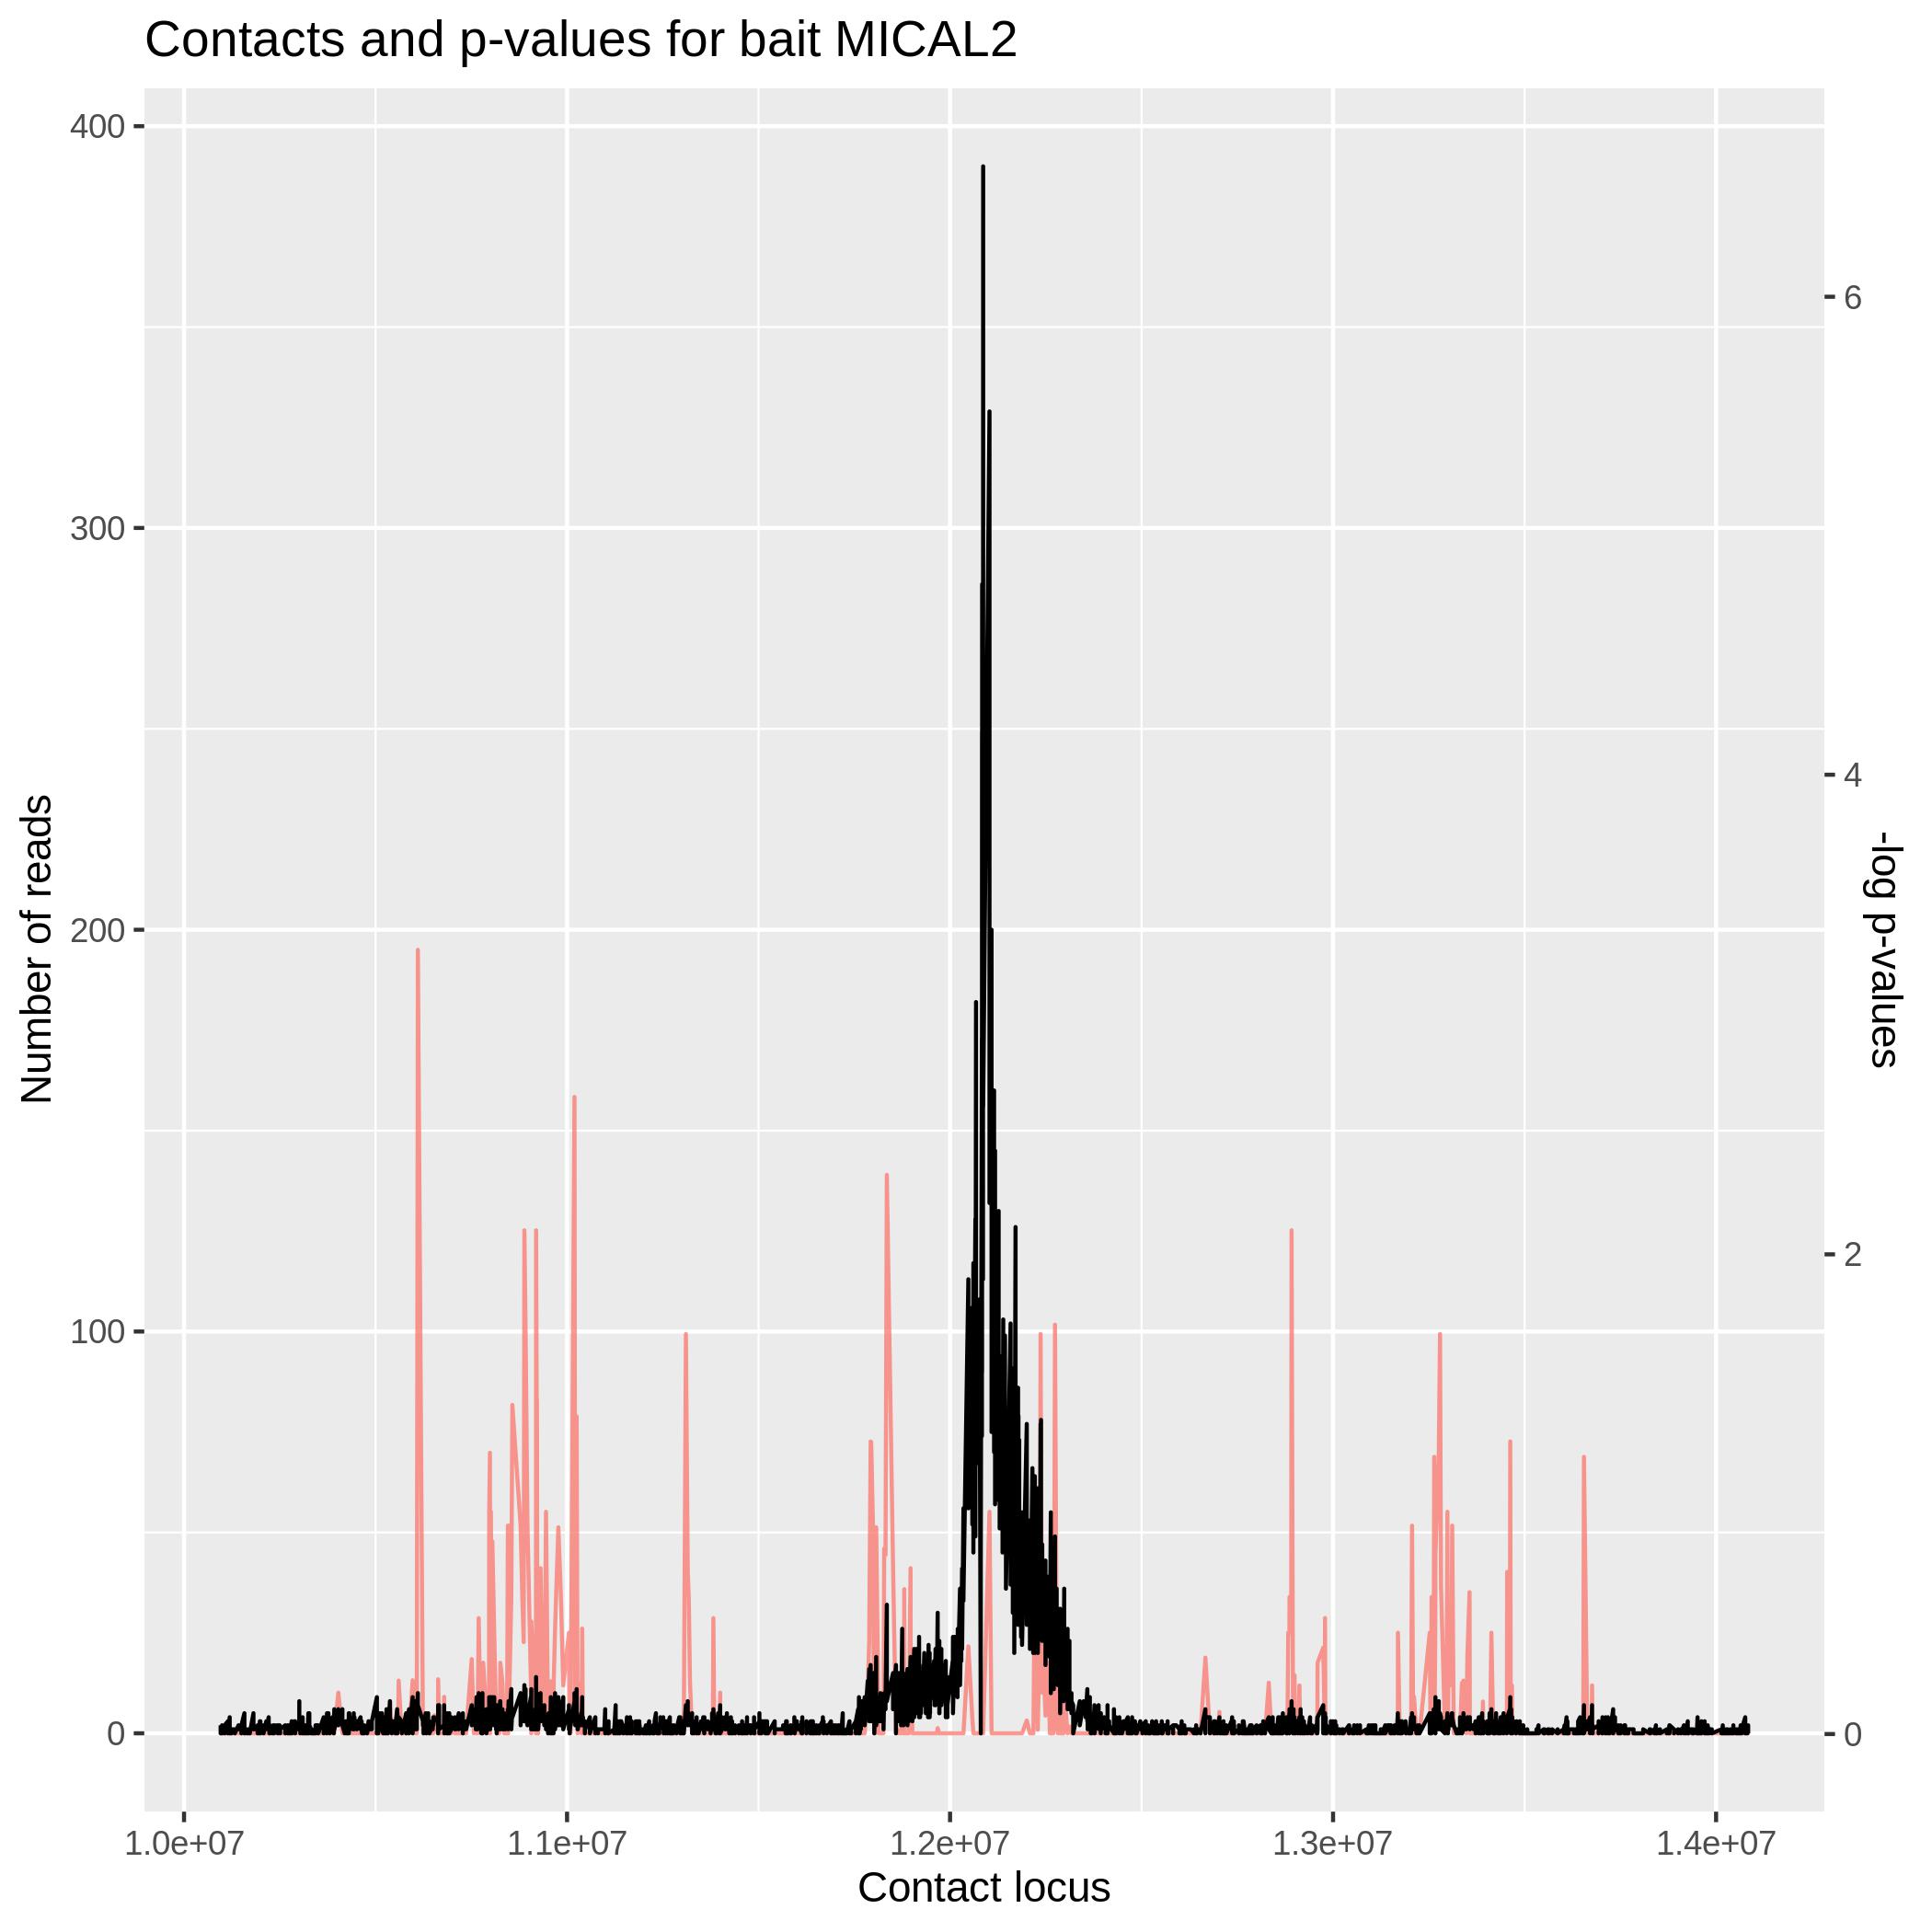 Contacts and p-values for bait MICAL2
400
300
200
100
0
Number of reads
6
4
2
0
-log p-values
1.0e+07
1.1e+07
1.2e+07
1.3e+07
1.4e+07
Contact locus